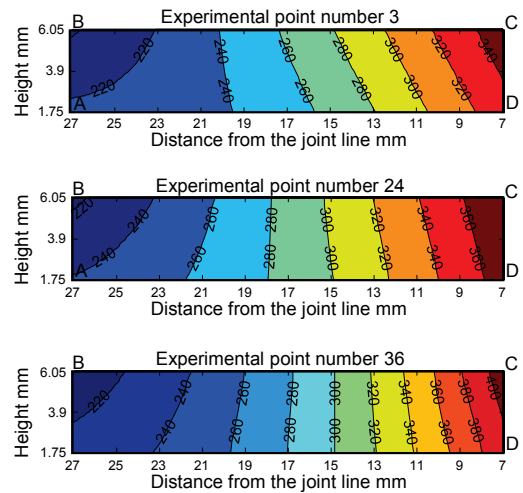 Experimental point number 3
B
C
Height mm
6.05
3.9
1.75
220
220
240
240
260
260
280
280
300
300
320
320
340
A
D
27 25 23 21 19 17 15 13 11 9 7
Distance from the joint line mm
Experimental point number 24
B
C
Height mm
6.05
3.9
1.75
220
240
240
260
260
280
280
300
300
320
320
340
340
360
360
A
D
27 25 23 21 19 17 15 13 11 9 7
Distance from the joint line mm
Experimental point number 36
B
C
Height mm
6.05
3.9
1.75
220
240
240
260
260
280
280
300
300
320
320
340
340
360
360
380
380
400
D
27 25 23 21 19 17 15 13 11 9 7
Distance from the joint line mm